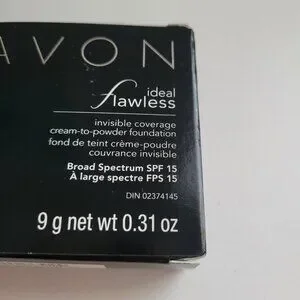 AVON
ideal
flawless
invisible coverage
cream-to-powder foundation
fond de teint crème-poudre
couvrance invisible
Broad Spectrum SPF 15
À large spectre FPS 15
DIN 02374145
9 g net wt 0.31 oz